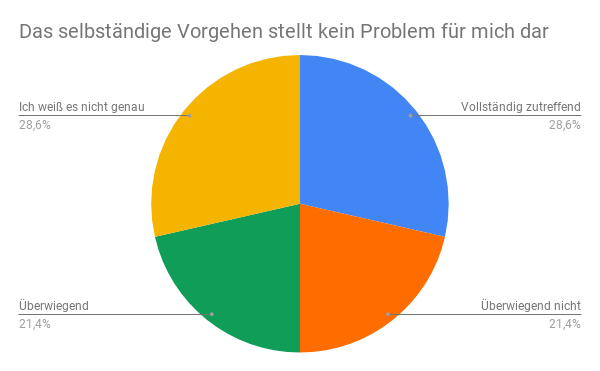 Das selbständige Vorgehen stellt kein Problem für mich dar
Ich weiß es nicht genau
28,6%
Vollständig zutreffend
28,6%
Überwiegend
21,4%
Überwiegend nicht
21,4%